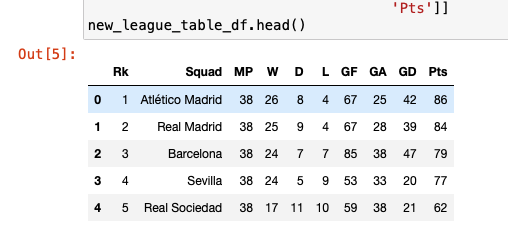 'Pts']]
new_league_table_df.head()
Out[5]:
Rk Squad MP W D L GF GA GD Pts
0 1 Atlético Madrid 38 26 8 4 67 25 42 86
1 2 Real Madrid 38 25 9 4 67 28 39 84
2 3 Barcelona 38 24 7 7 85 38 47 79
3 4 Sevilla 38 24 5 9 53 33 20 77
4 5 Real Sociedad 38 17 11 10 59 38 21 62